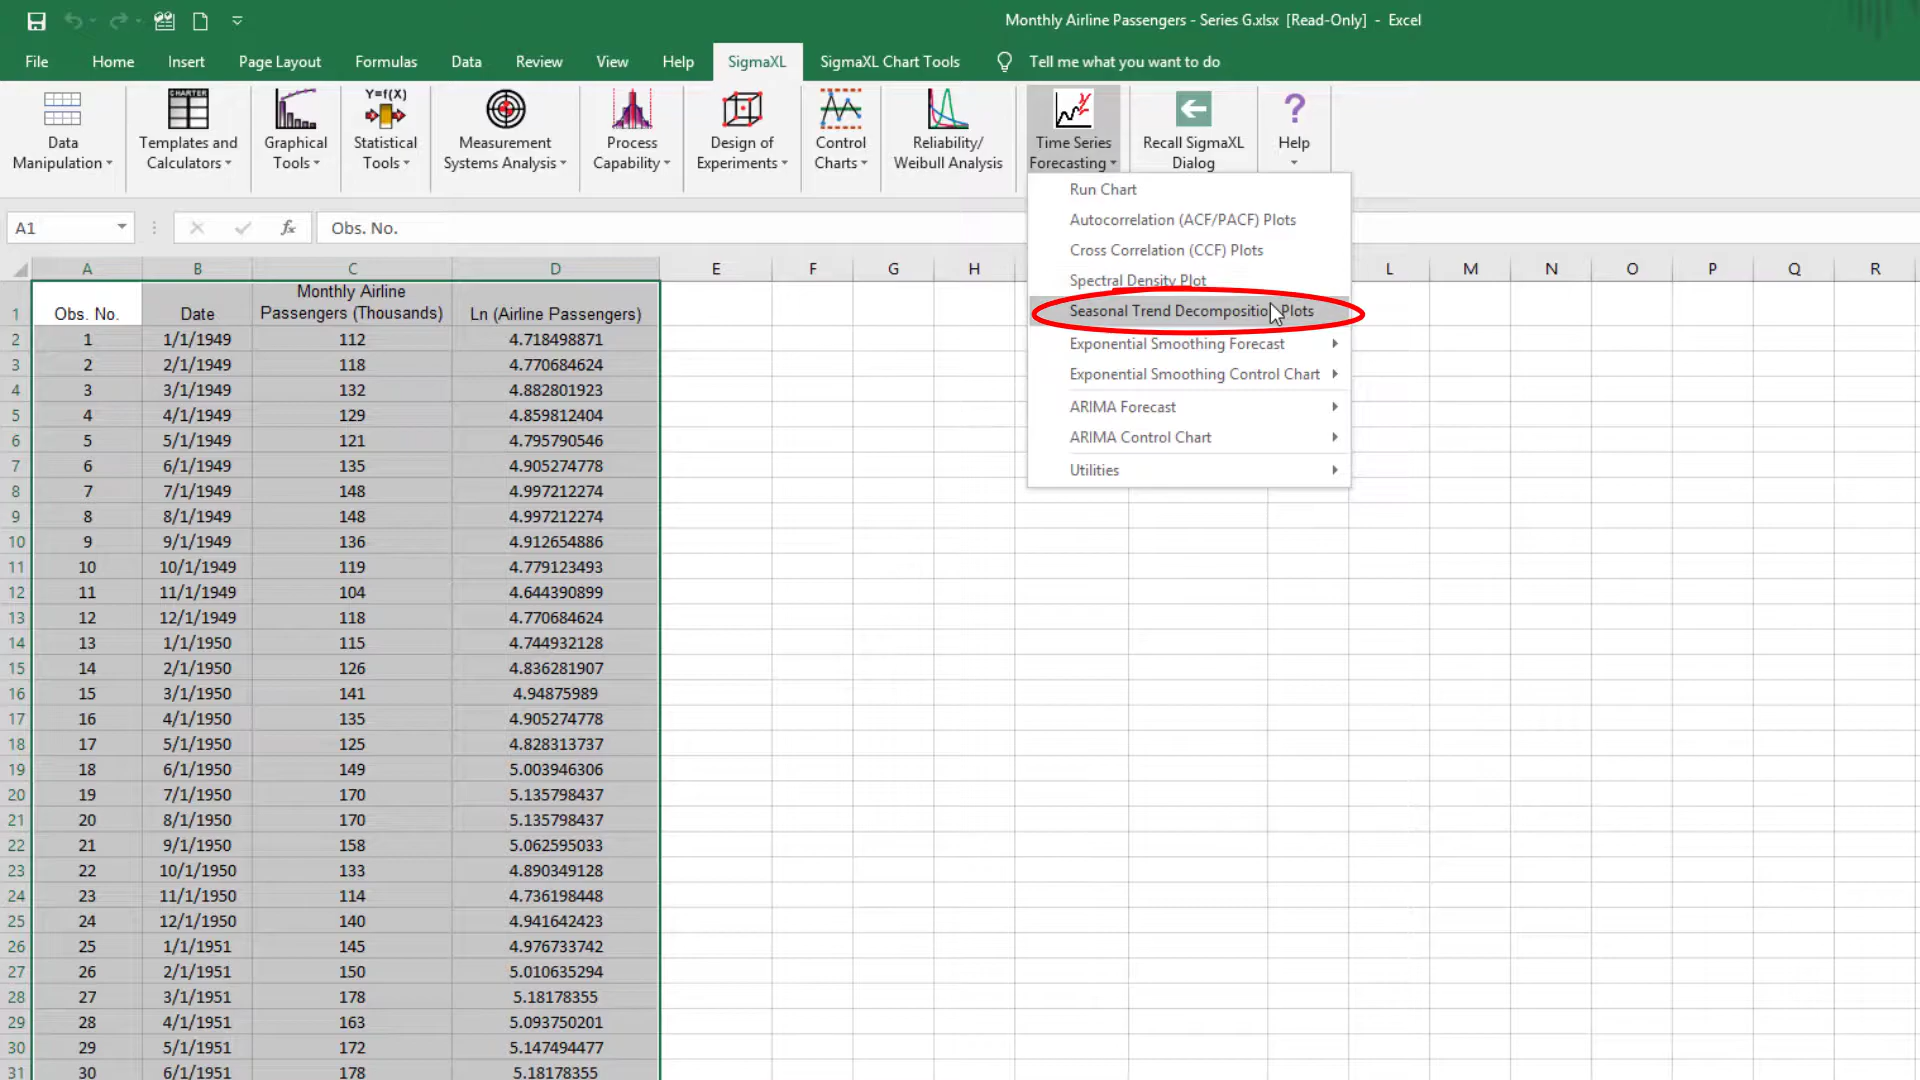 Monthly Airline Passengers - Series G.xlsx [Read-Only] - Excel
File Home Insert Page Layout Formulas Data Review View Help SigmaXL SigmaXL Chart Tools Tell me what you want to do
Data Manipulation
Templates and Calculators
Graphical Tools
Y=f(X)
Statistical Tools
Measurement Systems Analysis
Process Capability
Design of Experiments
Control Charts
Reliability/ Weibull Analysis
Time Series Forecasting
Recall SigmaXL Dialog
Help
CHARTER
Run Chart
Autocorrelation (ACF/PACF) Plots
Cross Correlation (CCF) Plots
Spectral Density Plot
Seasonal Trend Decomposition Plots
Exponential Smoothing Forecast
Exponential Smoothing Control Chart
ARIMA Forecast
ARIMA Control Chart
Utilities
A1 fx Obs. No.
A B C D E F G H L M N O P Q R
1 Obs. No. Date Monthly Airline Passengers (Thousands) Ln (Airline Passengers)
2 1 1/1/1949 112 4.718498871
3 2 2/1/1949 118 4.770684624
4 3 3/1/1949 132 4.882801923
5 4 4/1/1949 129 4.859812404
6 5 5/1/1949 121 4.795790546
7 6 6/1/1949 135 4.905274778
8 7 7/1/1949 148 4.997212274
9 8 8/1/1949 148 4.997212274
10 9 9/1/1949 136 4.912654886
11 10 10/1/1949 119 4.779123493
12 11 11/1/1949 104 4.644390899
13 12 12/1/1949 118 4.770684624
14 13 1/1/1950 115 4.744932128
15 14 2/1/1950 126 4.836281907
16 15 3/1/1950 141 4.94875989
17 16 4/1/1950 135 4.905274778
18 17 5/1/1950 125 4.828313737
19 18 6/1/1950 149 5.003946306
20 19 7/1/1950 170 5.135798437
21 20 8/1/1950 170 5.135798437
22 21 9/1/1950 158 5.062595033
23 22 10/1/1950 133 4.890349128
24 23 11/1/1950 114 4.736198448
25 24 12/1/1950 140 4.941642423
26 25 1/1/1951 145 4.976733742
27 26 2/1/1951 150 5.010635294
28 27 3/1/1951 178 5.18178355
29 28 4/1/1951 163 5.093750201
30 29 5/1/1951 172 5.147494477
31 30 6/1/1951 178 5.18178355